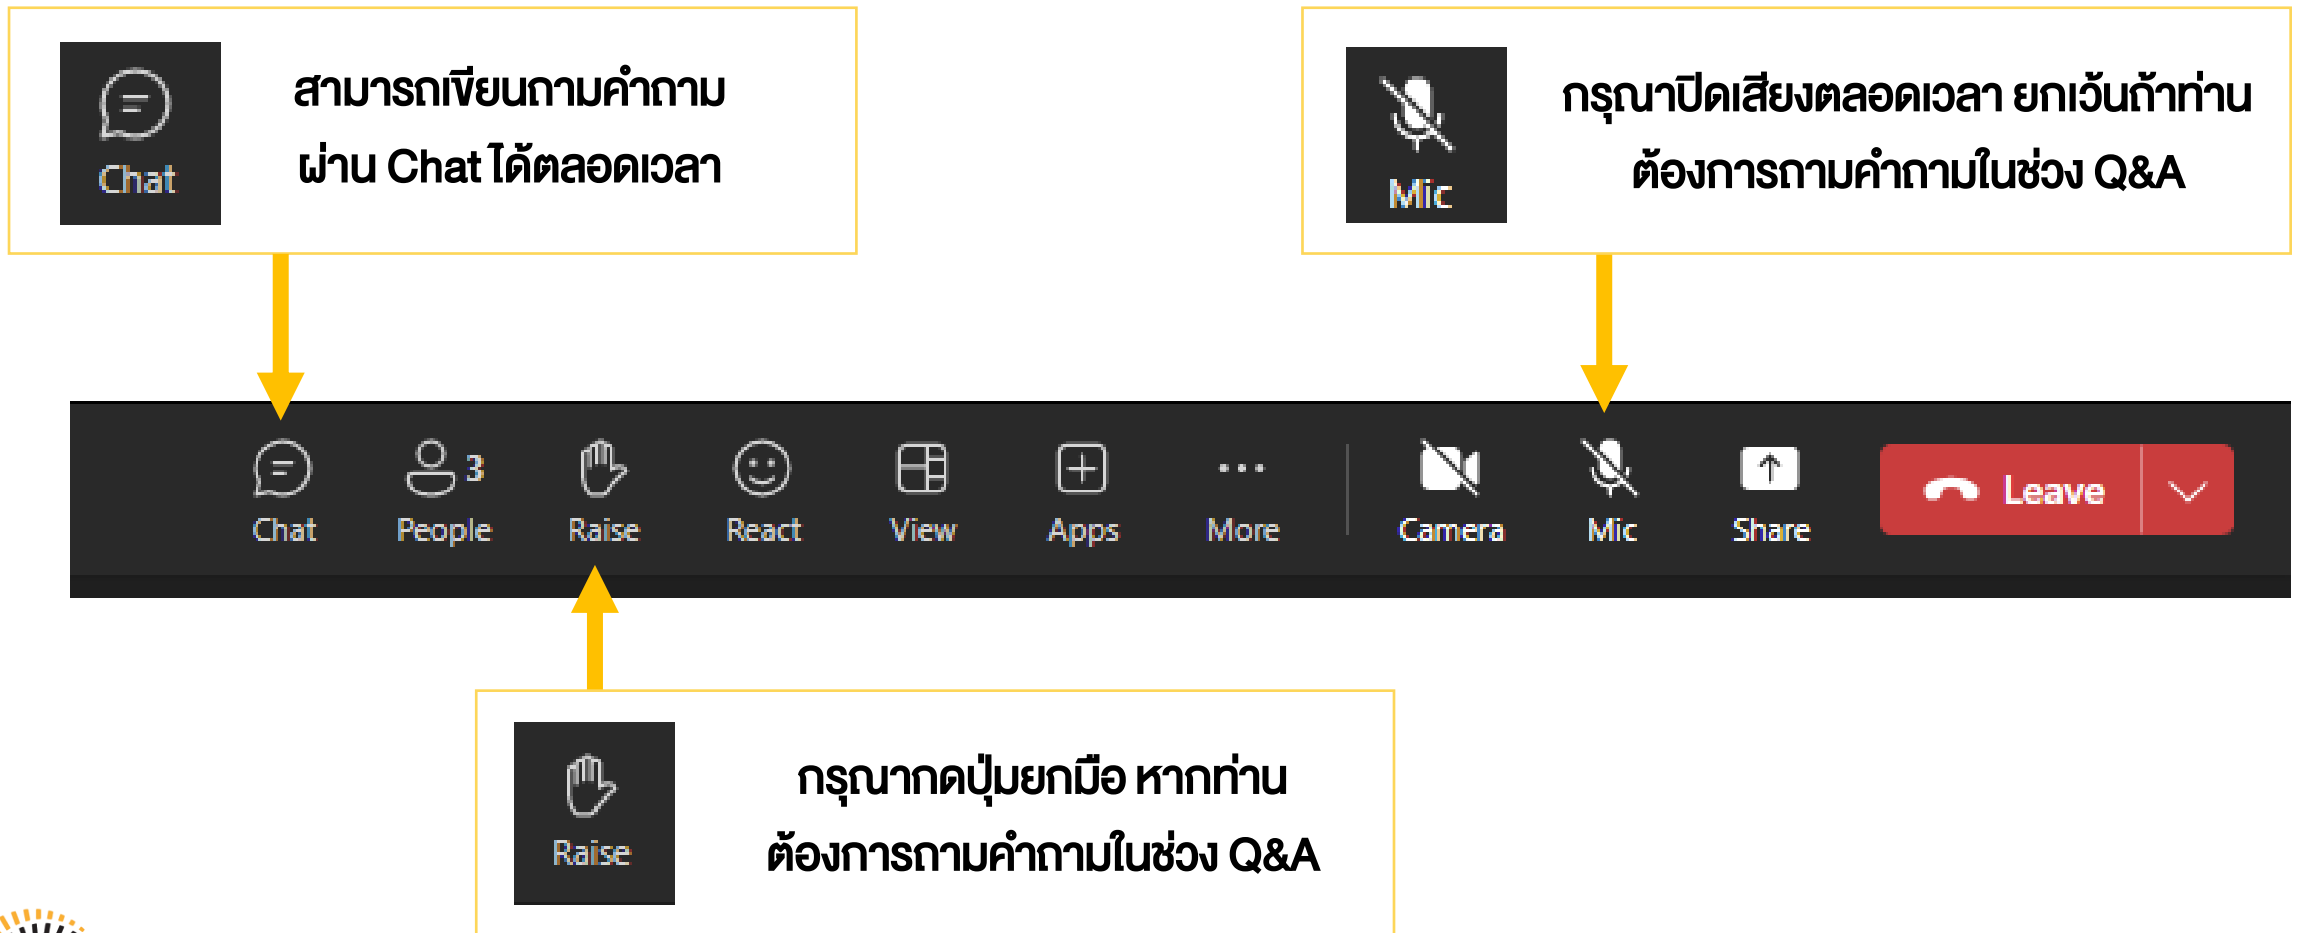 Chat
สามารถเขียนถามคำถาม
ผ่าน Chat ได้ตลอดเวลา
Mic
กรุณาปิดเสียงตลอดเวลา ยกเว้นถ้าท่าน
ต้องการถามคำถามในช่วง Q&A
Chat
People 3
Raise
React
View
Apps
More
Camera
Mic
Share
Leave
Raise
กรุณากดปุ่มยกมือ หากท่าน
ต้องการถามคำถามในช่วง Q&A